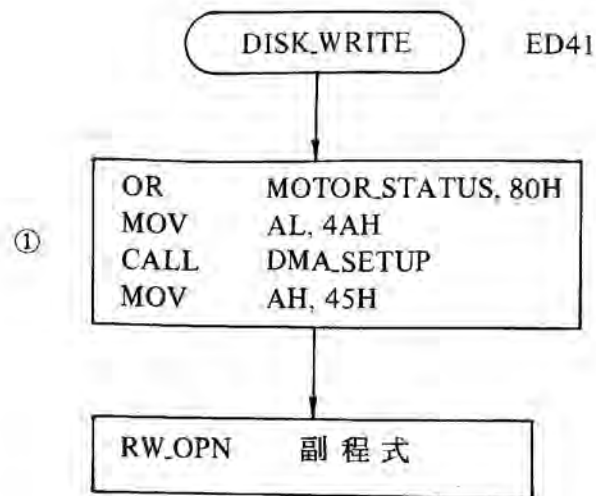 DISK_WRITE ED41
OR MOTOR_STATUS, 80H
① MOV AL, 4AH
CALL DMA_SETUP
MOV AH, 45H
RW_OPN 副程式